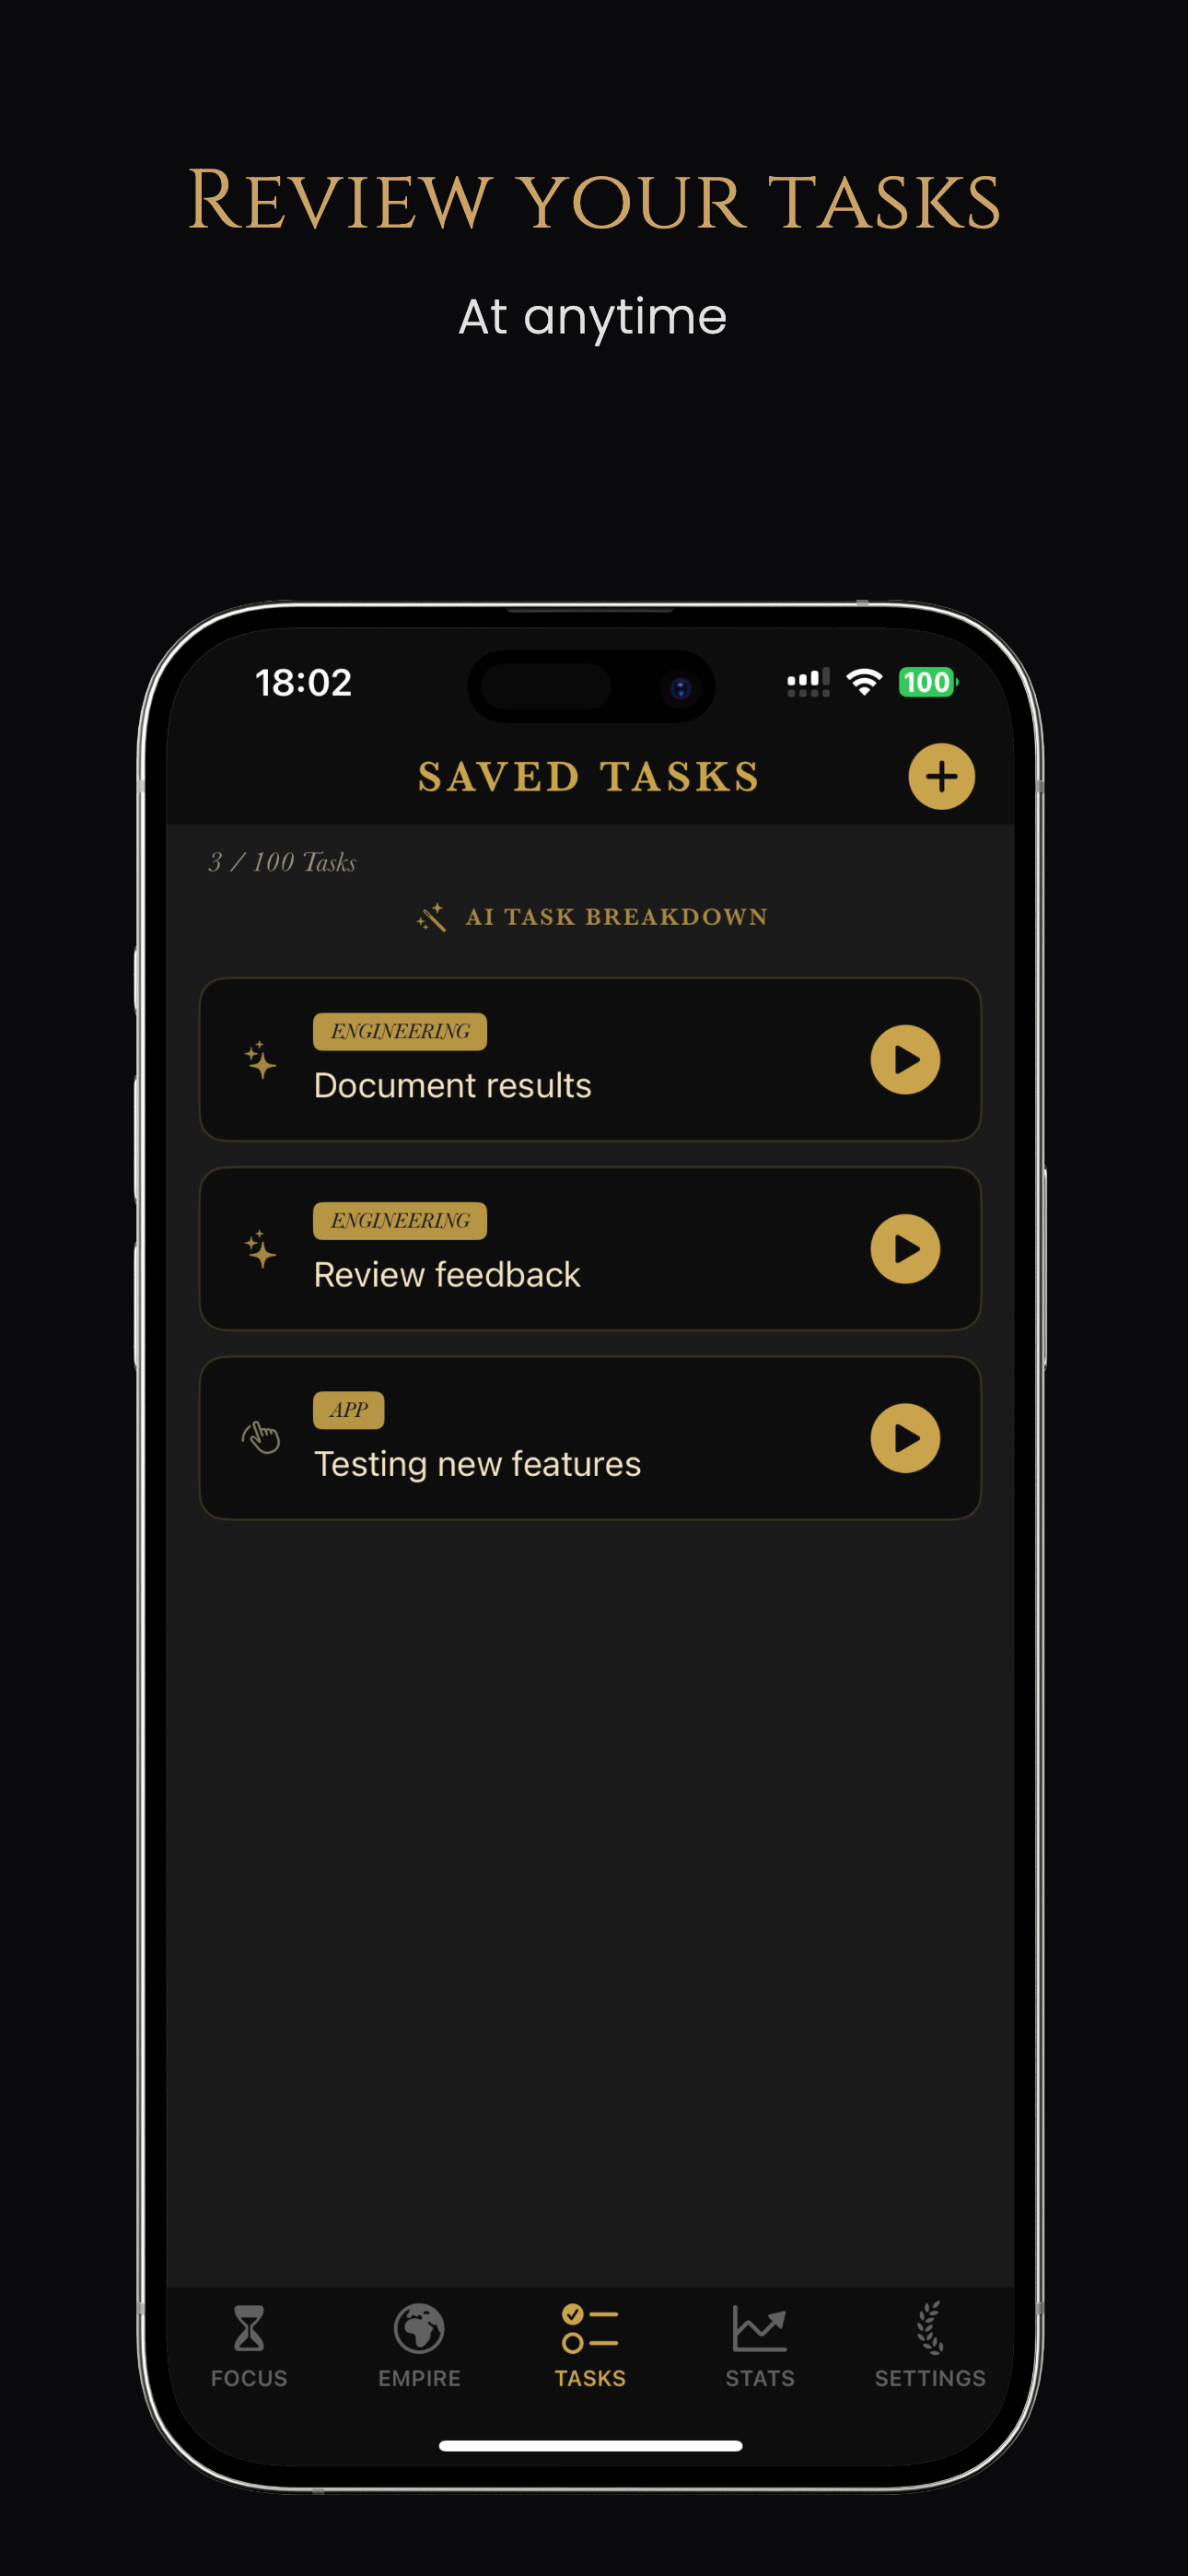 REVIEW YOUR TASKS
At anytime
18:02
100
SAVED TASKS
3 / 100 Tasks
AI TASK BREAKDOWN
ENGINEERING
Document results
ENGINEERING
Review feedback
APP
Testing new features
FOCUS EMPIRE TASKS STATS SETTINGS